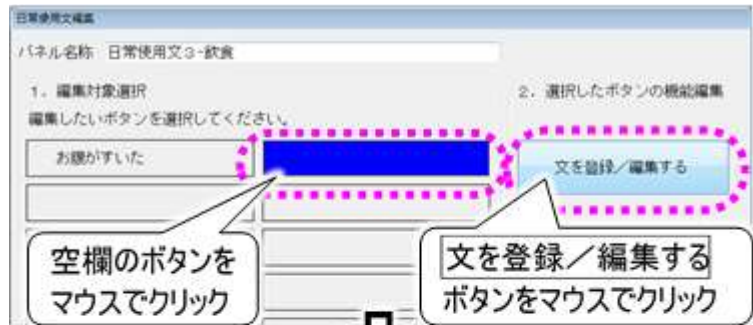 日常使用文編集
パネル名称 日常使用文3-飲食
1．編集対象選択
2．選択したボタンの機能編集
編集したいボタンを選択してください。
お腹がすいた
文を登録／編集する
空欄のボタンを
マウスでクリック
文を登録／編集する
ボタンをマウスでクリック